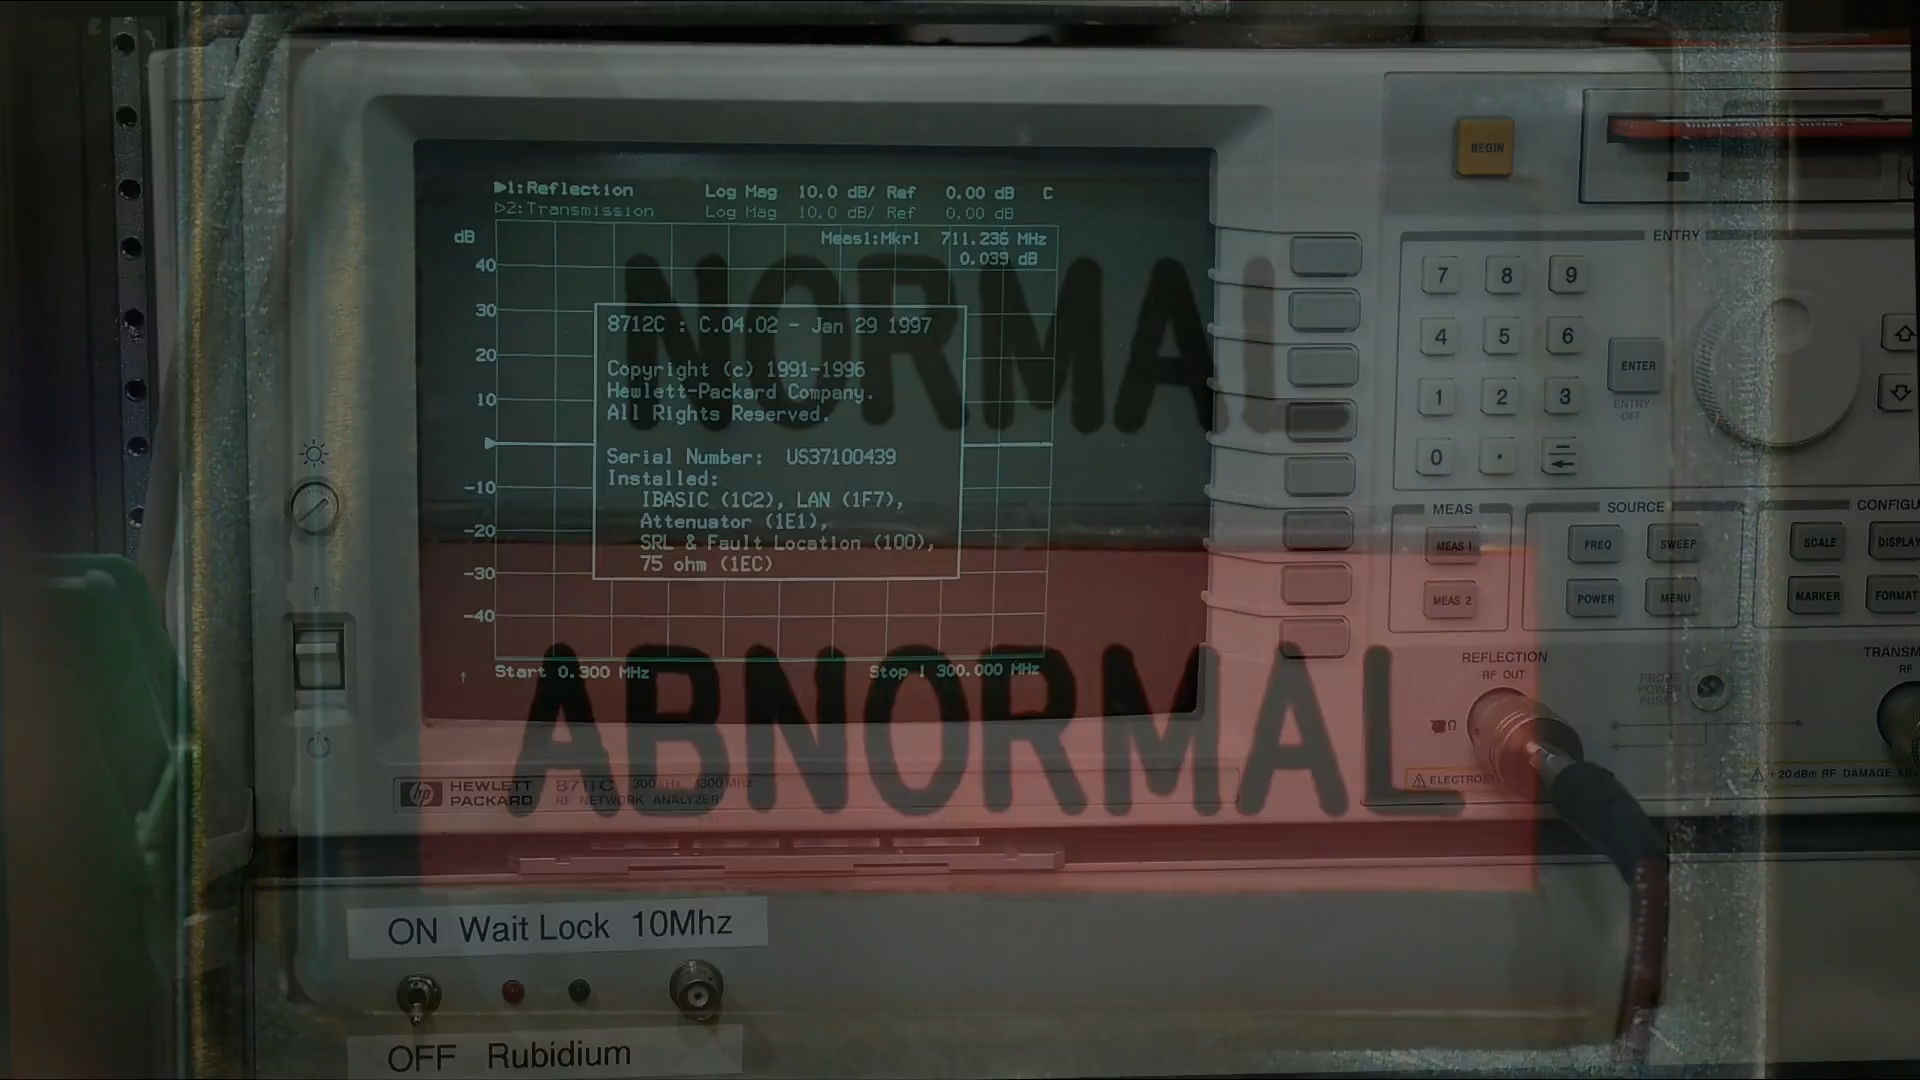 ▶1:Reflection Log Mag 10.0 dB/ Ref 0.00 dB C
▷2:Transmission Log Mag 10.0 dB/ Ref 0.00 dB
dB
Meas1:Mkr1 711.236 MHz
0.039 dB
40
30
20
10
-10
-20
-30
-40
8712C : C.04.02 - Jan 29 1997
Copyright (c) 1991-1996
Hewlett-Packard Company.
All Rights Reserved.
Serial Number: US37100439
Installed:
IBASIC (1C2), LAN (1F7),
Attenuator (1E1),
SRL & Fault Location (100),
75 ohm (1EC)
Start 0.300 MHz Stop 1 300.000 MHz
NORMAL
ABNORMAL
hp HEWLETT PACKARD
8711C 300 kHz 1300 MHz
RF NETWORK ANALYZER
BEGIN
ENTRY
7 8 9
4 5 6
1 2 3
0 .
ENTER
ENTRY OFF
MEAS
MEAS 1
MEAS 2
SOURCE
FREQ SWEEP
POWER MENU
CONFIGU
SCALE DISPLAY
MARKER FORMAT
REFLECTION
RF OUT
PROBE POWER FUSED
TRANSM
RF
Ω
ELECTROST
+20 dBm RF DAMAGE LE
ON Wait Lock 10Mhz
OFF Rubidium